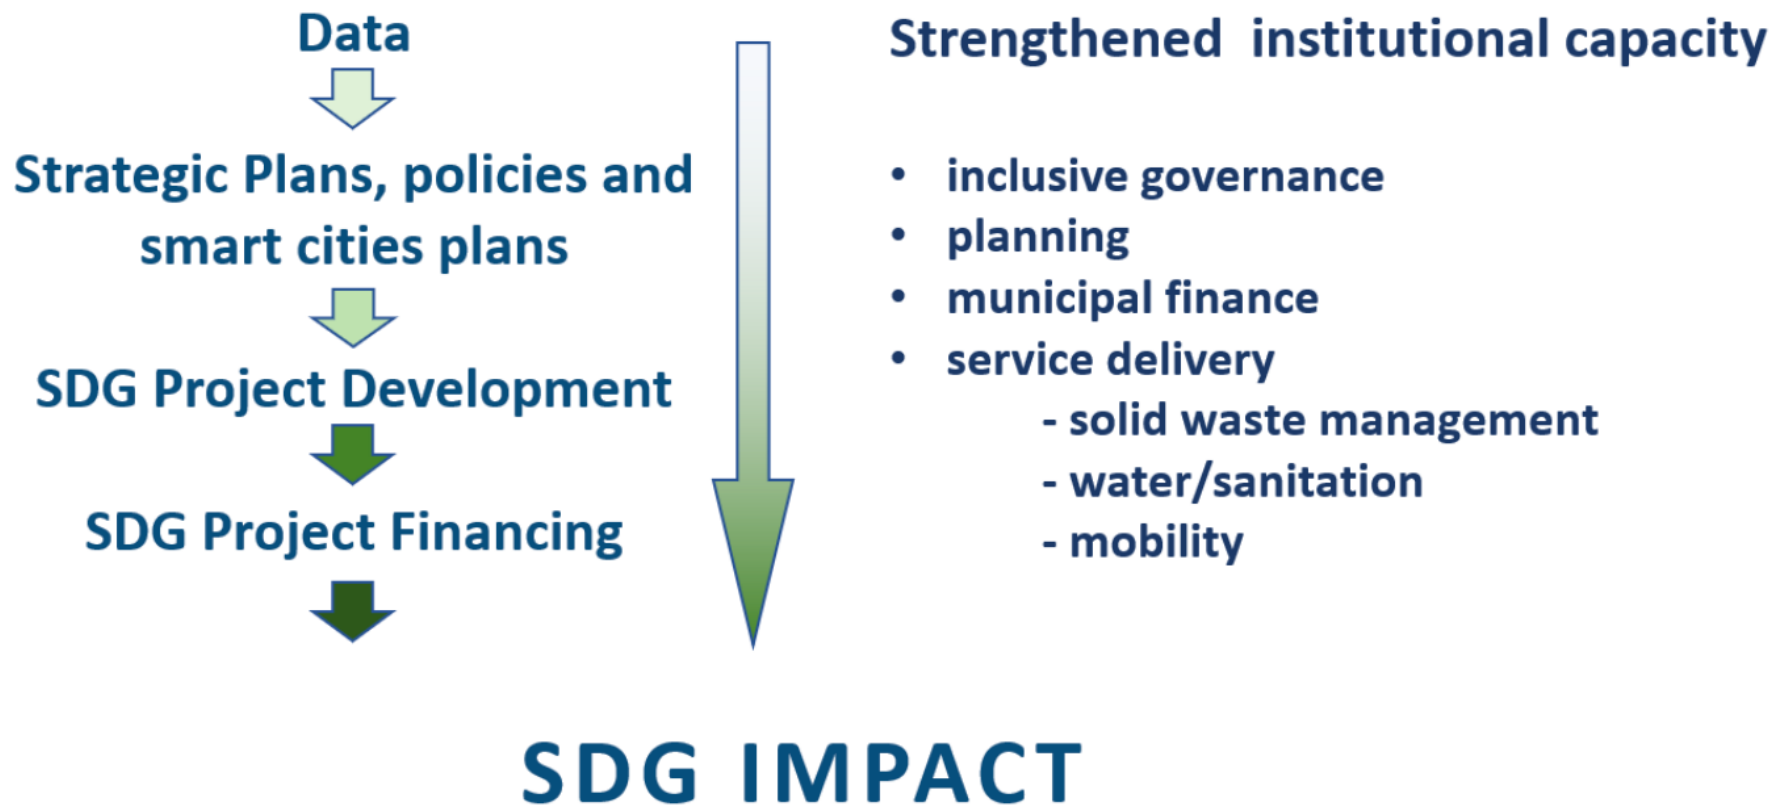 Data
Strategic Plans, policies and
smart cities plans
SDG Project Development
SDG Project Financing
Strengthened institutional capacity
• inclusive governance
• planning
• municipal finance
• service delivery
- solid waste management
- water/sanitation
- mobility
SDG IMPACT